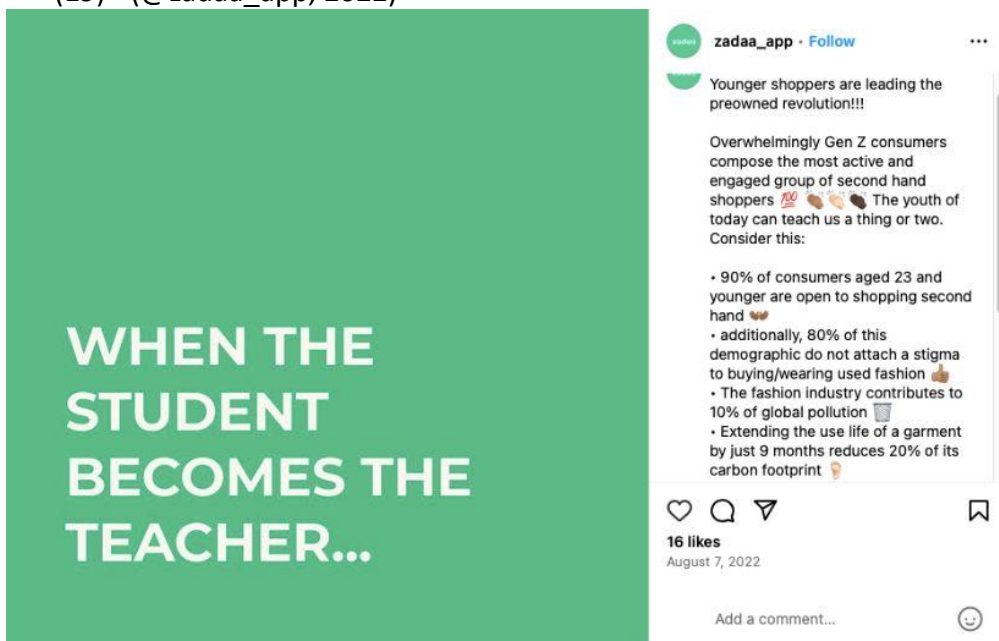 WHEN THE
STUDENT
BECOMES THE
TEACHER...
zadaa_app • Follow
Younger shoppers are leading the
preowned revolution!!!
Overwhelmingly Gen Z consumers
compose the most active and
engaged group of second hand
shoppers 💯 👏🏾👏🏻👏🏿 The youth of
today can teach us a thing or two.
Consider this:
• 90% of consumers aged 23 and
younger are open to shopping second
hand 👐🏾
• additionally, 80% of this
demographic do not attach a stigma
to buying/wearing used fashion 👍🏾
• The fashion industry contributes to
10% of global pollution 🗑️
• Extending the use life of a garment
by just 9 months reduces 20% of its
carbon footprint 👣
16 likes
August 7, 2022
Add a comment...